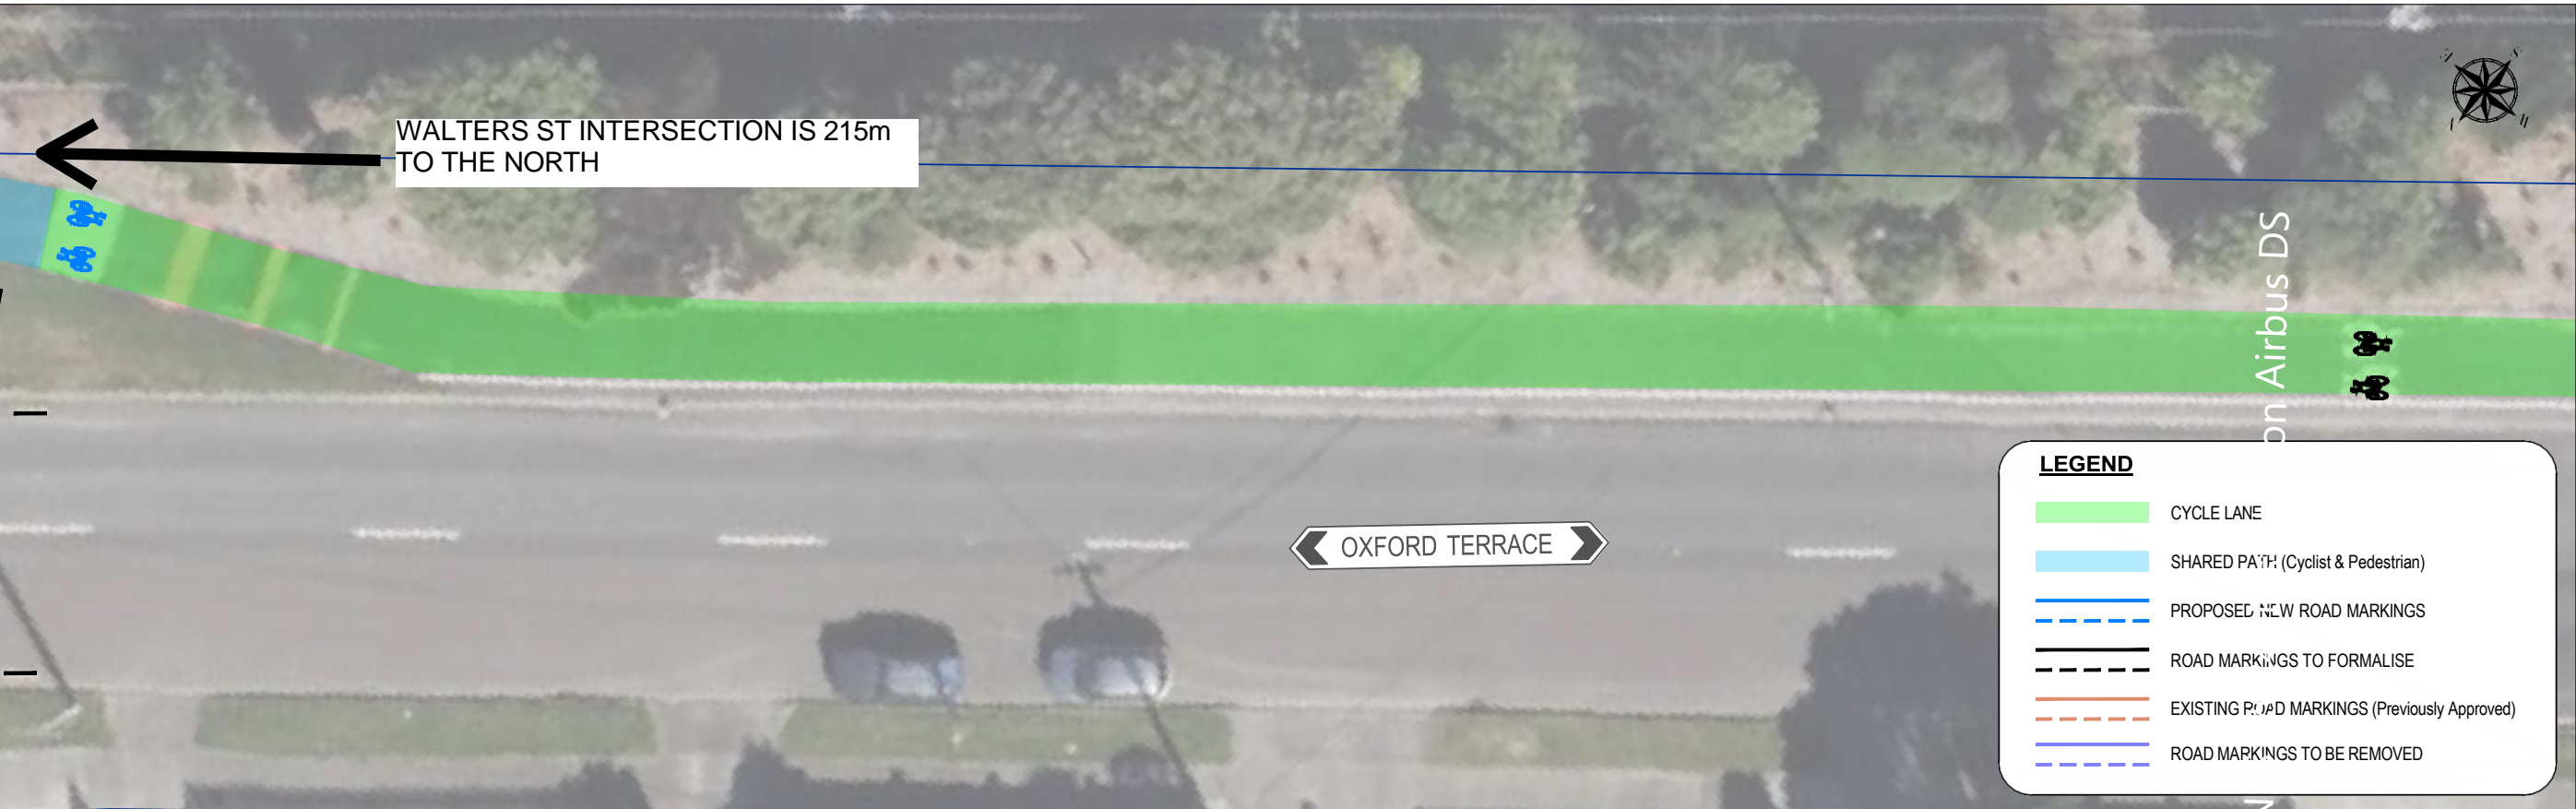 WALTERS ST INTERSECTION IS 215m
TO THE NORTH
on Airbus DS
OXFORD TERRACE
LEGEND
CYCLE LANE
SHARED PATH (Cyclist & Pedestrian)
PROPOSED NEW ROAD MARKINGS
ROAD MARKINGS TO FORMALISE
EXISTING ROAD MARKINGS (Previously Approved)
ROAD MARKINGS TO BE REMOVED